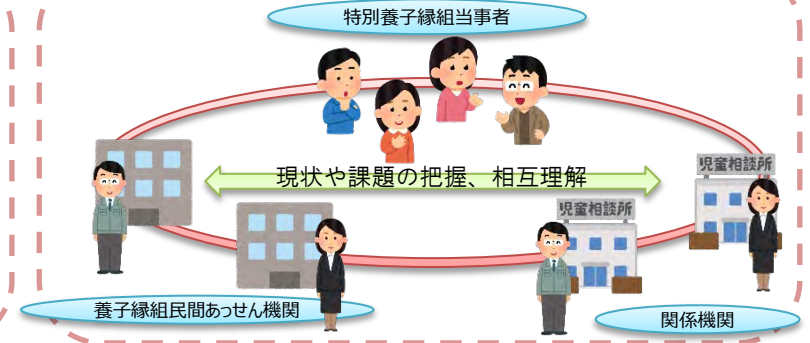 特別養子縁組当事者
現状や課題の把握、相互理解
児童相談所
児童相談所
養子縁組民間あっせん機関
関係機関